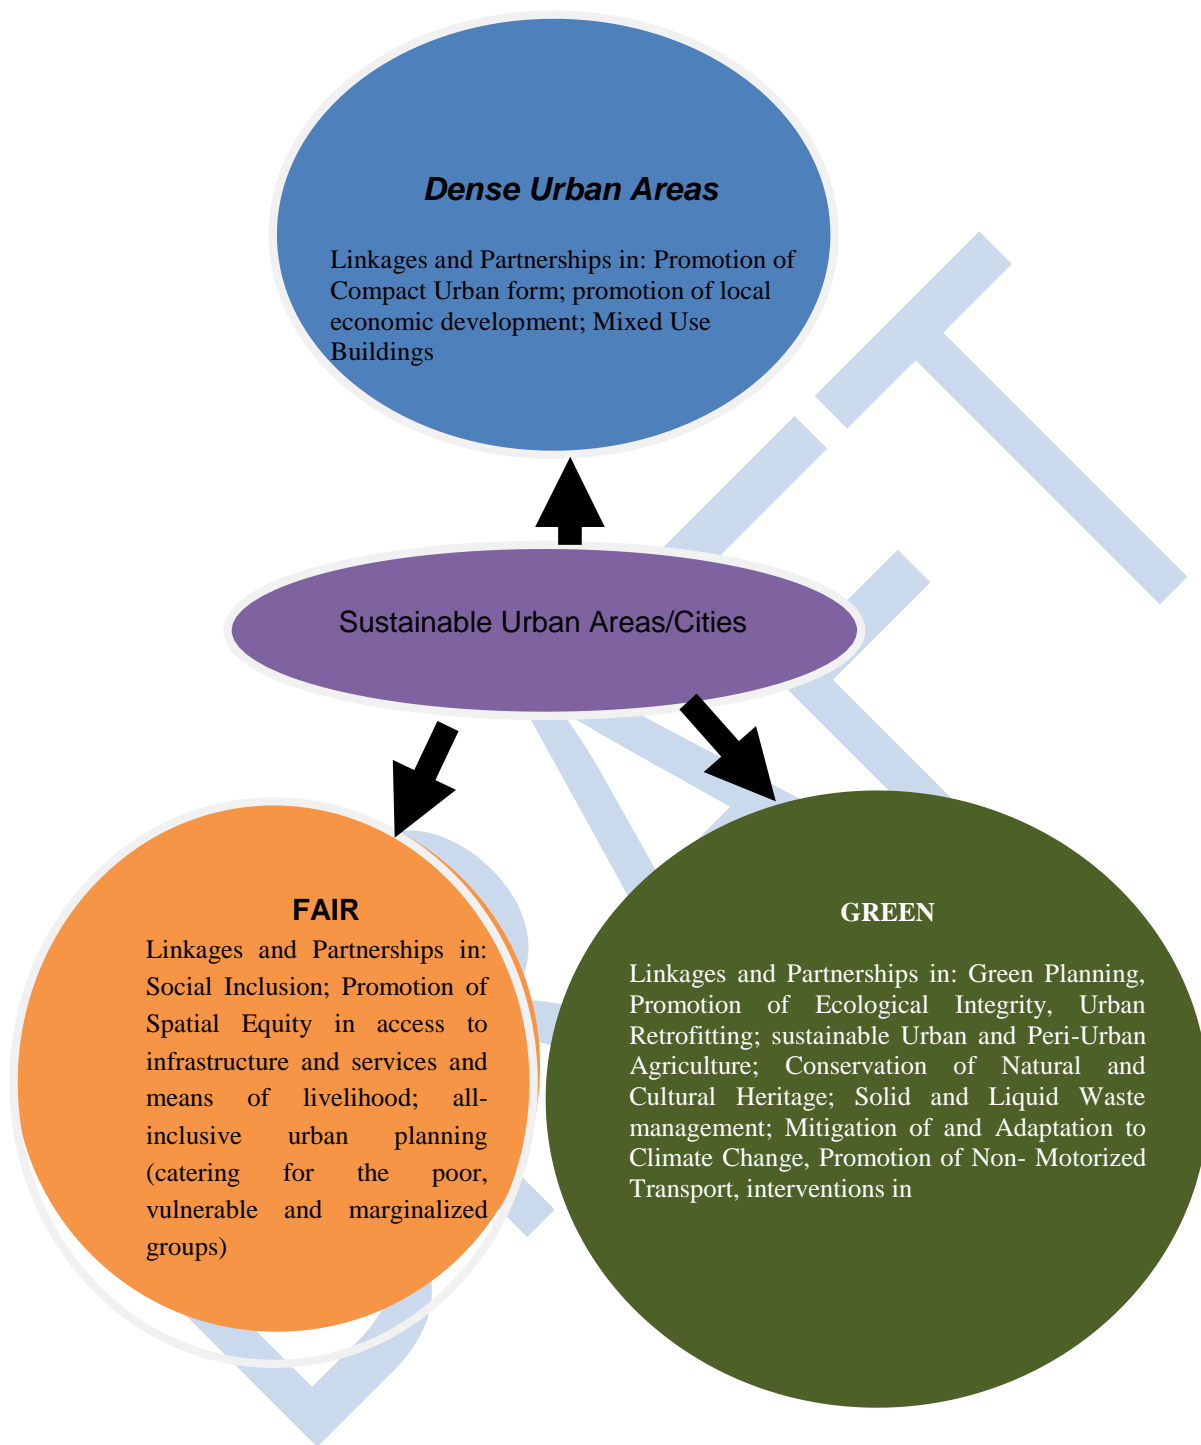 Dense Urban Areas
Linkages and Partnerships in: Promotion of
Compact Urban form; promotion of local
economic development; Mixed Use
Buildings
Sustainable Urban Areas/Cities
FAIR
Linkages and Partnerships in:
Social Inclusion; Promotion of
Spatial Equity in access to
infrastructure and services and
means of livelihood; all-
inclusive urban planning
(catering for the poor,
vulnerable and marginalized
groups)
GREEN
Linkages and Partnerships in: Green Planning,
Promotion of Ecological Integrity, Urban
Retrofitting; sustainable Urban and Peri-Urban
Agriculture; Conservation of Natural and
Cultural Heritage; Solid and Liquid Waste
management; Mitigation of and Adaptation to
Climate Change, Promotion of Non- Motorized
Transport, interventions in
DRAFT